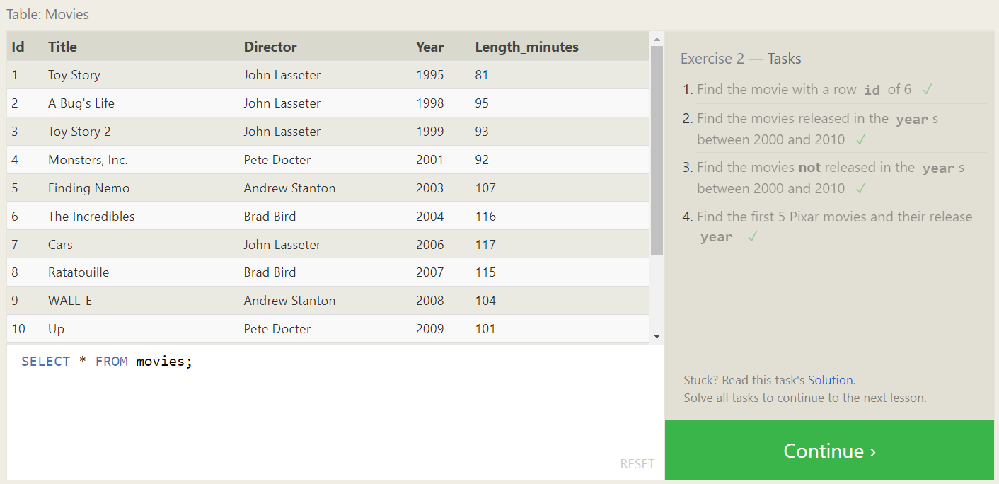 Table: Movies
Id Title Director Year Length_minutes
1 Toy Story John Lasseter 1995 81
2 A Bug's Life John Lasseter 1998 95
3 Toy Story 2 John Lasseter 1999 93
4 Monsters, Inc. Pete Docter 2001 92
5 Finding Nemo Andrew Stanton 2003 107
6 The Incredibles Brad Bird 2004 116
7 Cars John Lasseter 2006 117
8 Ratatouille Brad Bird 2007 115
9 WALL-E Andrew Stanton 2008 104
10 Up Pete Docter 2009 101
SELECT * FROM movies;
RESET
Exercise 2 — Tasks
1. Find the movie with a row id of 6 ✓
2. Find the movies released in the year s
between 2000 and 2010 ✓
3. Find the movies not released in the year s
between 2000 and 2010 ✓
4. Find the first 5 Pixar movies and their release
year ✓
Stuck? Read this task's Solution.
Solve all tasks to continue to the next lesson.
Continue ›